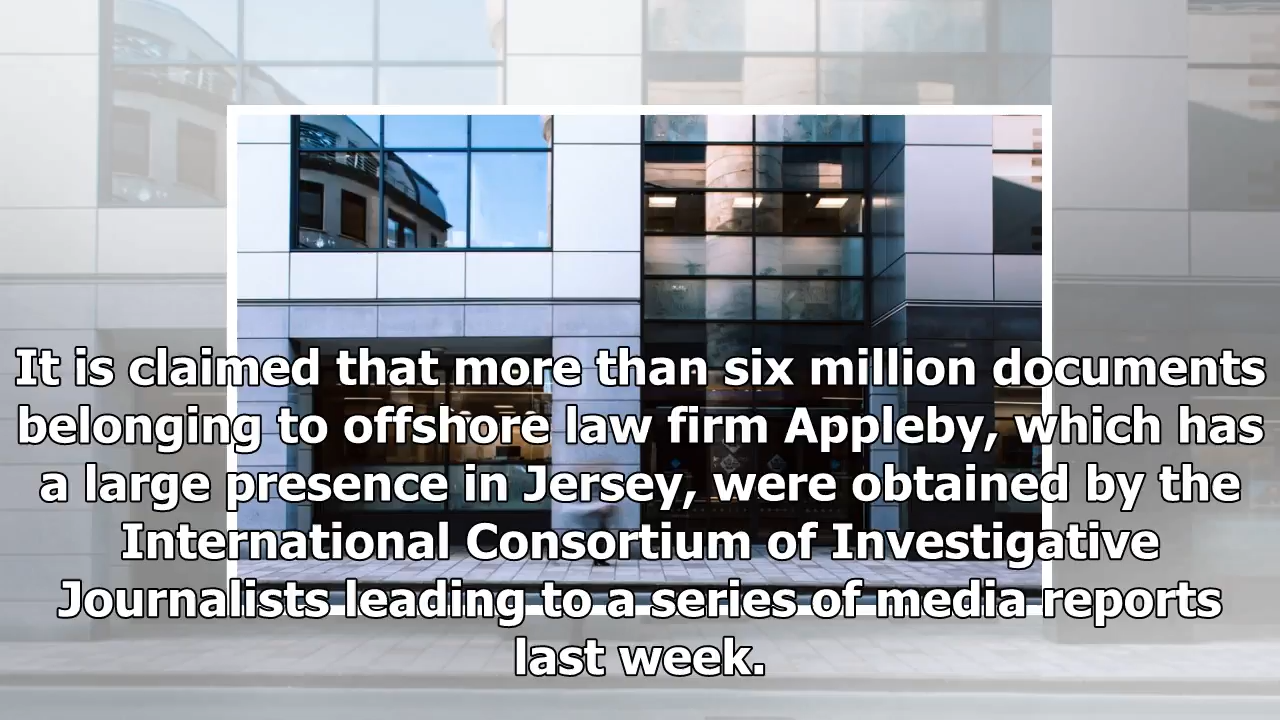 It is claimed that more than six million documents
belonging to offshore law firm Appleby, which has
a large presence in Jersey, were obtained by the
International Consortium of Investigative
Journalists leading to a series of media reports
last week.